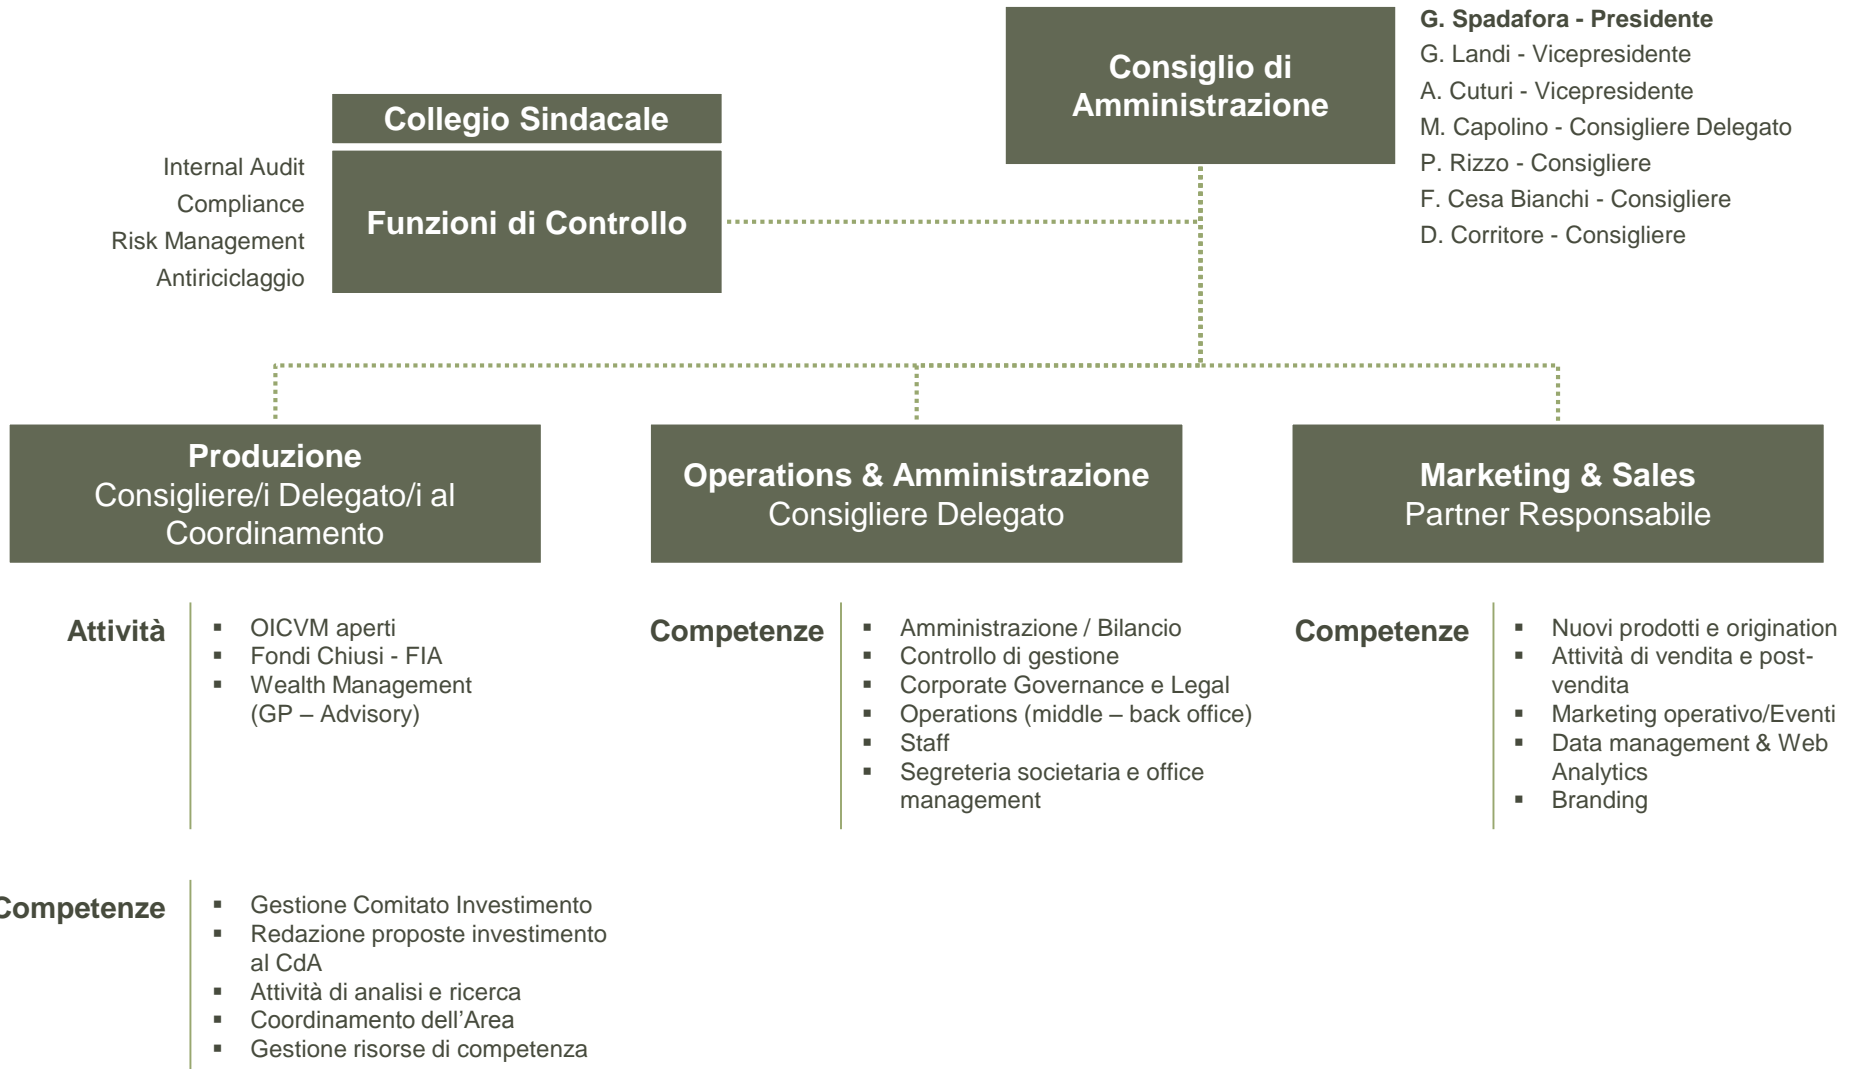 Consiglio di
Amministrazione
G. Spadafora - Presidente
G. Landi - Vicepresidente
A. Cuturi - Vicepresidente
M. Capolino - Consigliere Delegato
P. Rizzo - Consigliere
F. Cesa Bianchi - Consigliere
D. Corritore - Consigliere
Collegio Sindacale
Internal Audit
Compliance
Risk Management
Antiriciclaggio
Funzioni di Controllo
Produzione
Consigliere/i Delegato/i al
Coordinamento
Operations & Amministrazione
Consigliere Delegato
Marketing & Sales
Partner Responsabile
Attività
▪ OICVM aperti
▪ Fondi Chiusi - FIA
▪ Wealth Management
(GP – Advisory)
Competenze
▪ Amministrazione / Bilancio
▪ Controllo di gestione
▪ Corporate Governance e Legal
▪ Operations (middle – back office)
▪ Staff
▪ Segreteria societaria e office
management
Competenze
▪ Nuovi prodotti e origination
▪ Attività di vendita e post-
vendita
▪ Marketing operativo/Eventi
▪ Data management & Web
Analytics
▪ Branding
Competenze
▪ Gestione Comitato Investimento
▪ Redazione proposte investimento
al CdA
▪ Attività di analisi e ricerca
▪ Coordinamento dell’Area
▪ Gestione risorse di competenza